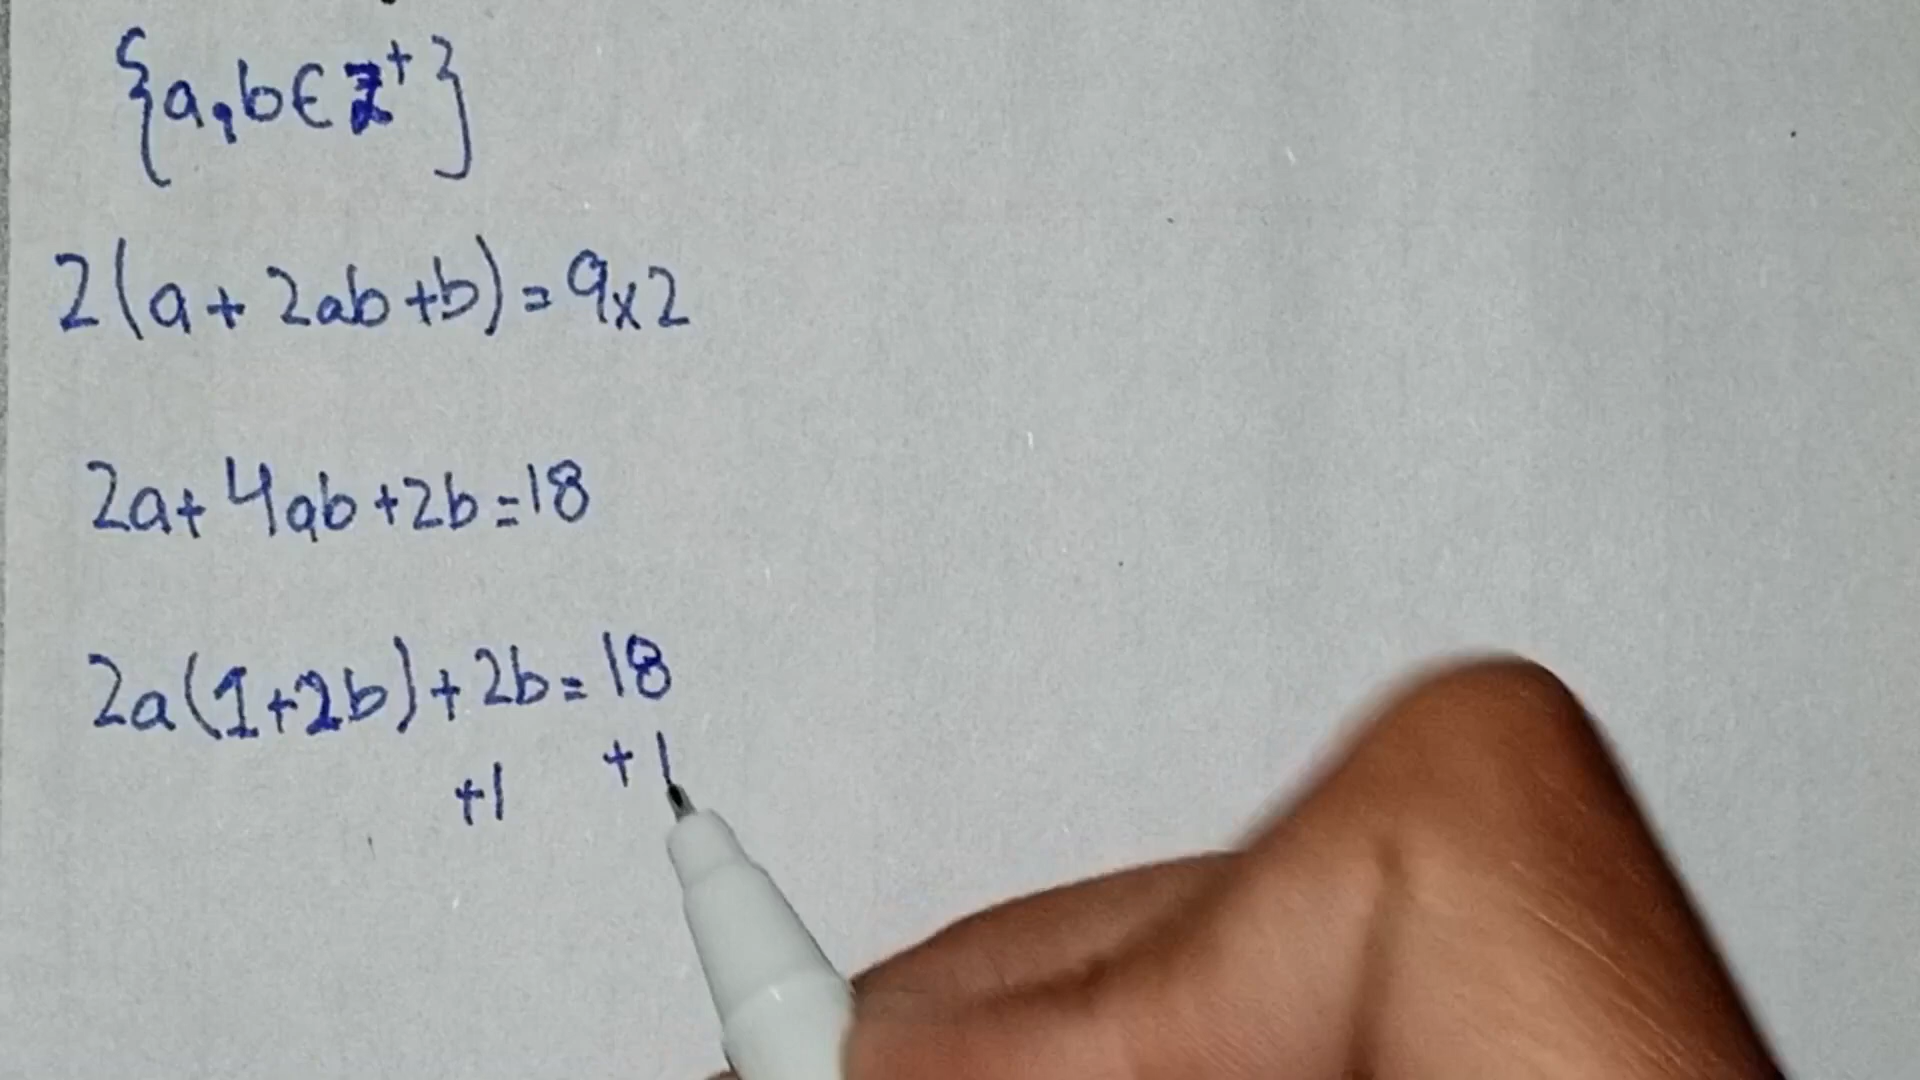 {a,b∈Z⁺}
2(a+2ab+b)=9x2
2a+4ab+2b=18
2a(1+2b)+2b=18
+1 +1